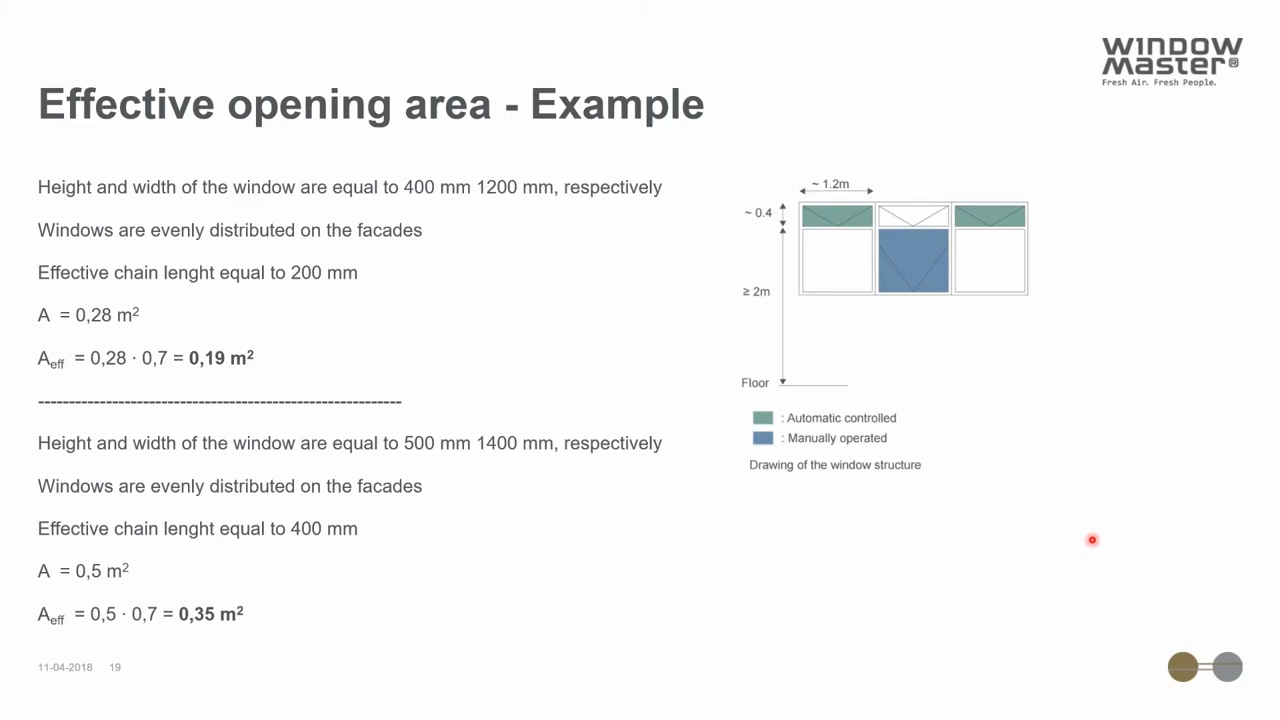 WINDOW
Master®
Fresh Air. Fresh People.
Effective opening area - Example
Height and width of the window are equal to 400 mm 1200 mm, respectively
Windows are evenly distributed on the facades
Effective chain lenght equal to 200 mm
A = 0,28 m²
Aeff = 0,28 · 0,7 = 0,19 m²
-----------------------------------------------------------
Height and width of the window are equal to 500 mm 1400 mm, respectively
Windows are evenly distributed on the facades
Effective chain lenght equal to 400 mm
A = 0,5 m²
Aeff = 0,5 · 0,7 = 0,35 m²
~ 1.2m
~ 0.4
≥ 2m
Floor
: Automatic controlled
: Manually operated
Drawing of the window structure
11-04-2018 19